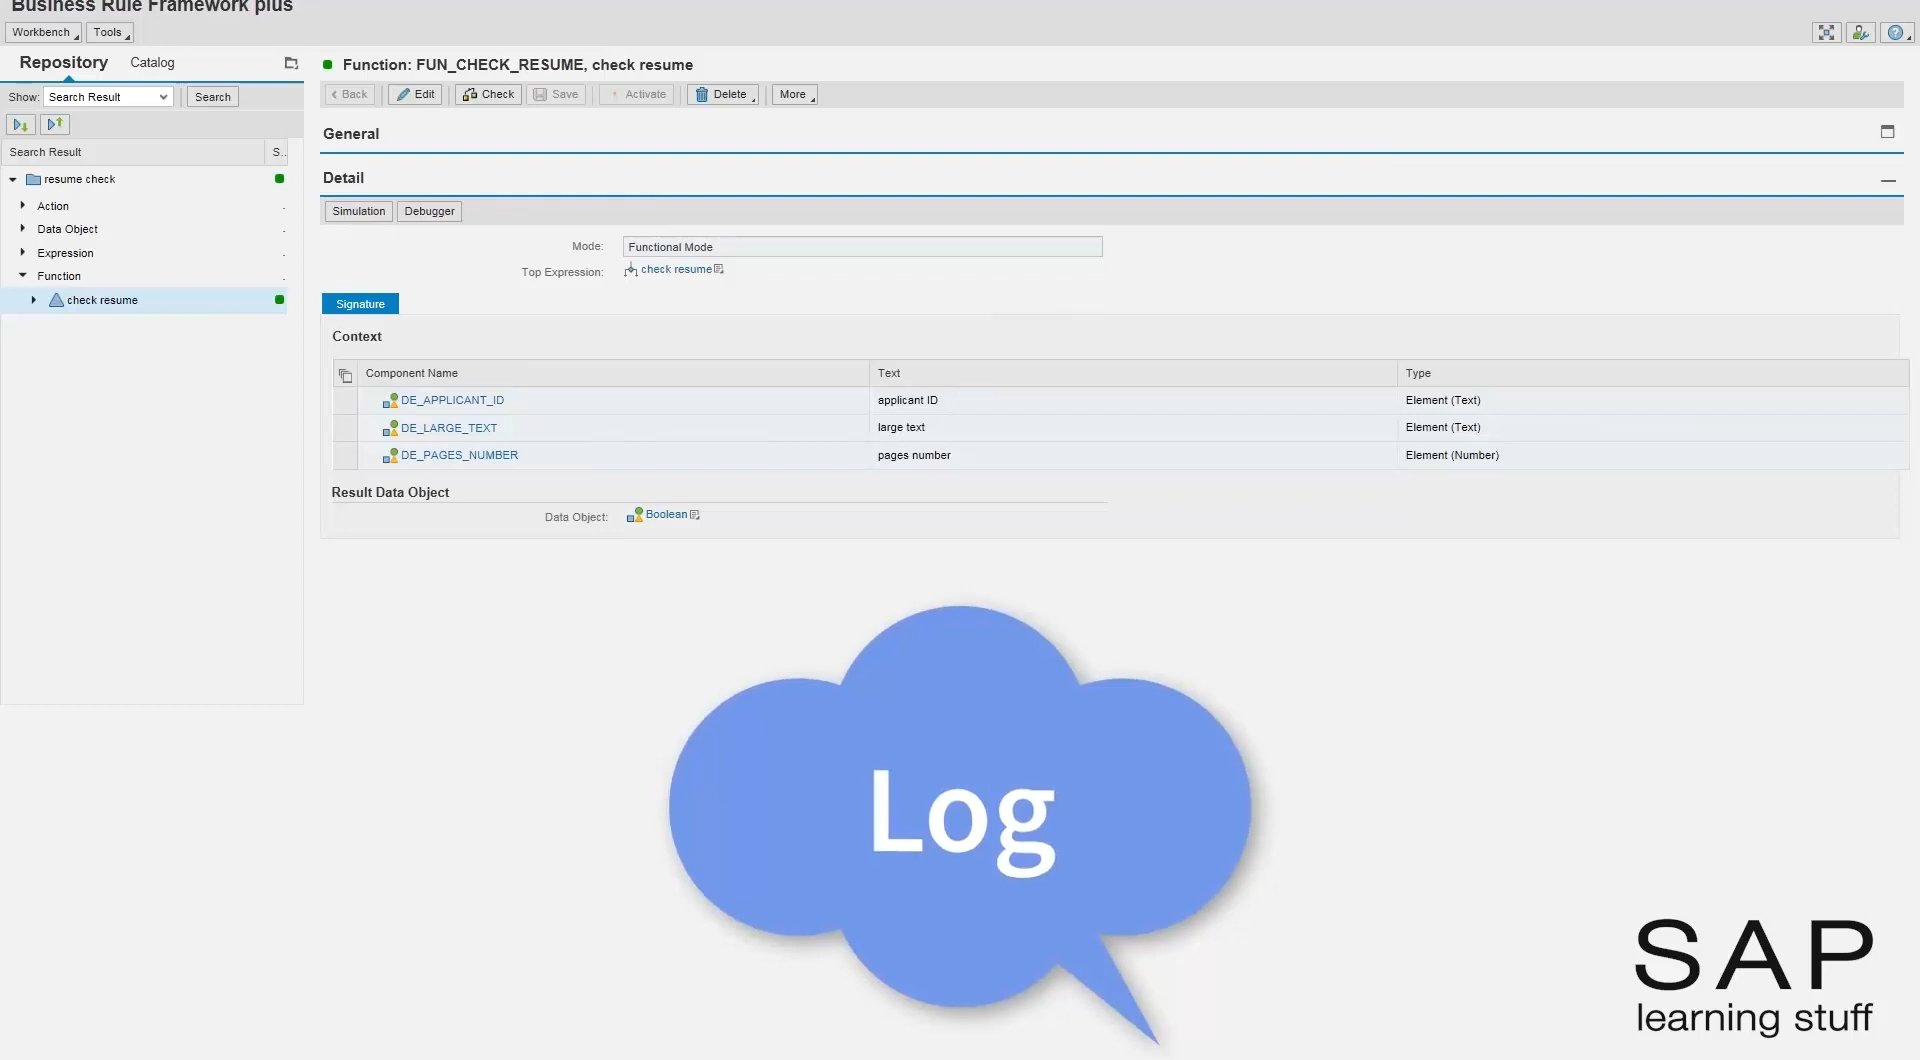 Business Rule Framework plus
Workbench Tools
Repository Catalog
Function: FUN_CHECK_RESUME, check resume
Show: Search Result Search
Back Edit Check Save Activate Delete More
General
Search Result S..
Detail
resume check
Action
Data Object
Expression
Function
check resume
Simulation Debugger
Mode: Functional Mode
Top Expression: check resume
Signature
Context
Component Name Text Type
DE_APPLICANT_ID applicant ID Element (Text)
DE_LARGE_TEXT large text Element (Text)
DE_PAGES_NUMBER pages number Element (Number)
Result Data Object
Data Object: Boolean
Log
SAP
learning stuff